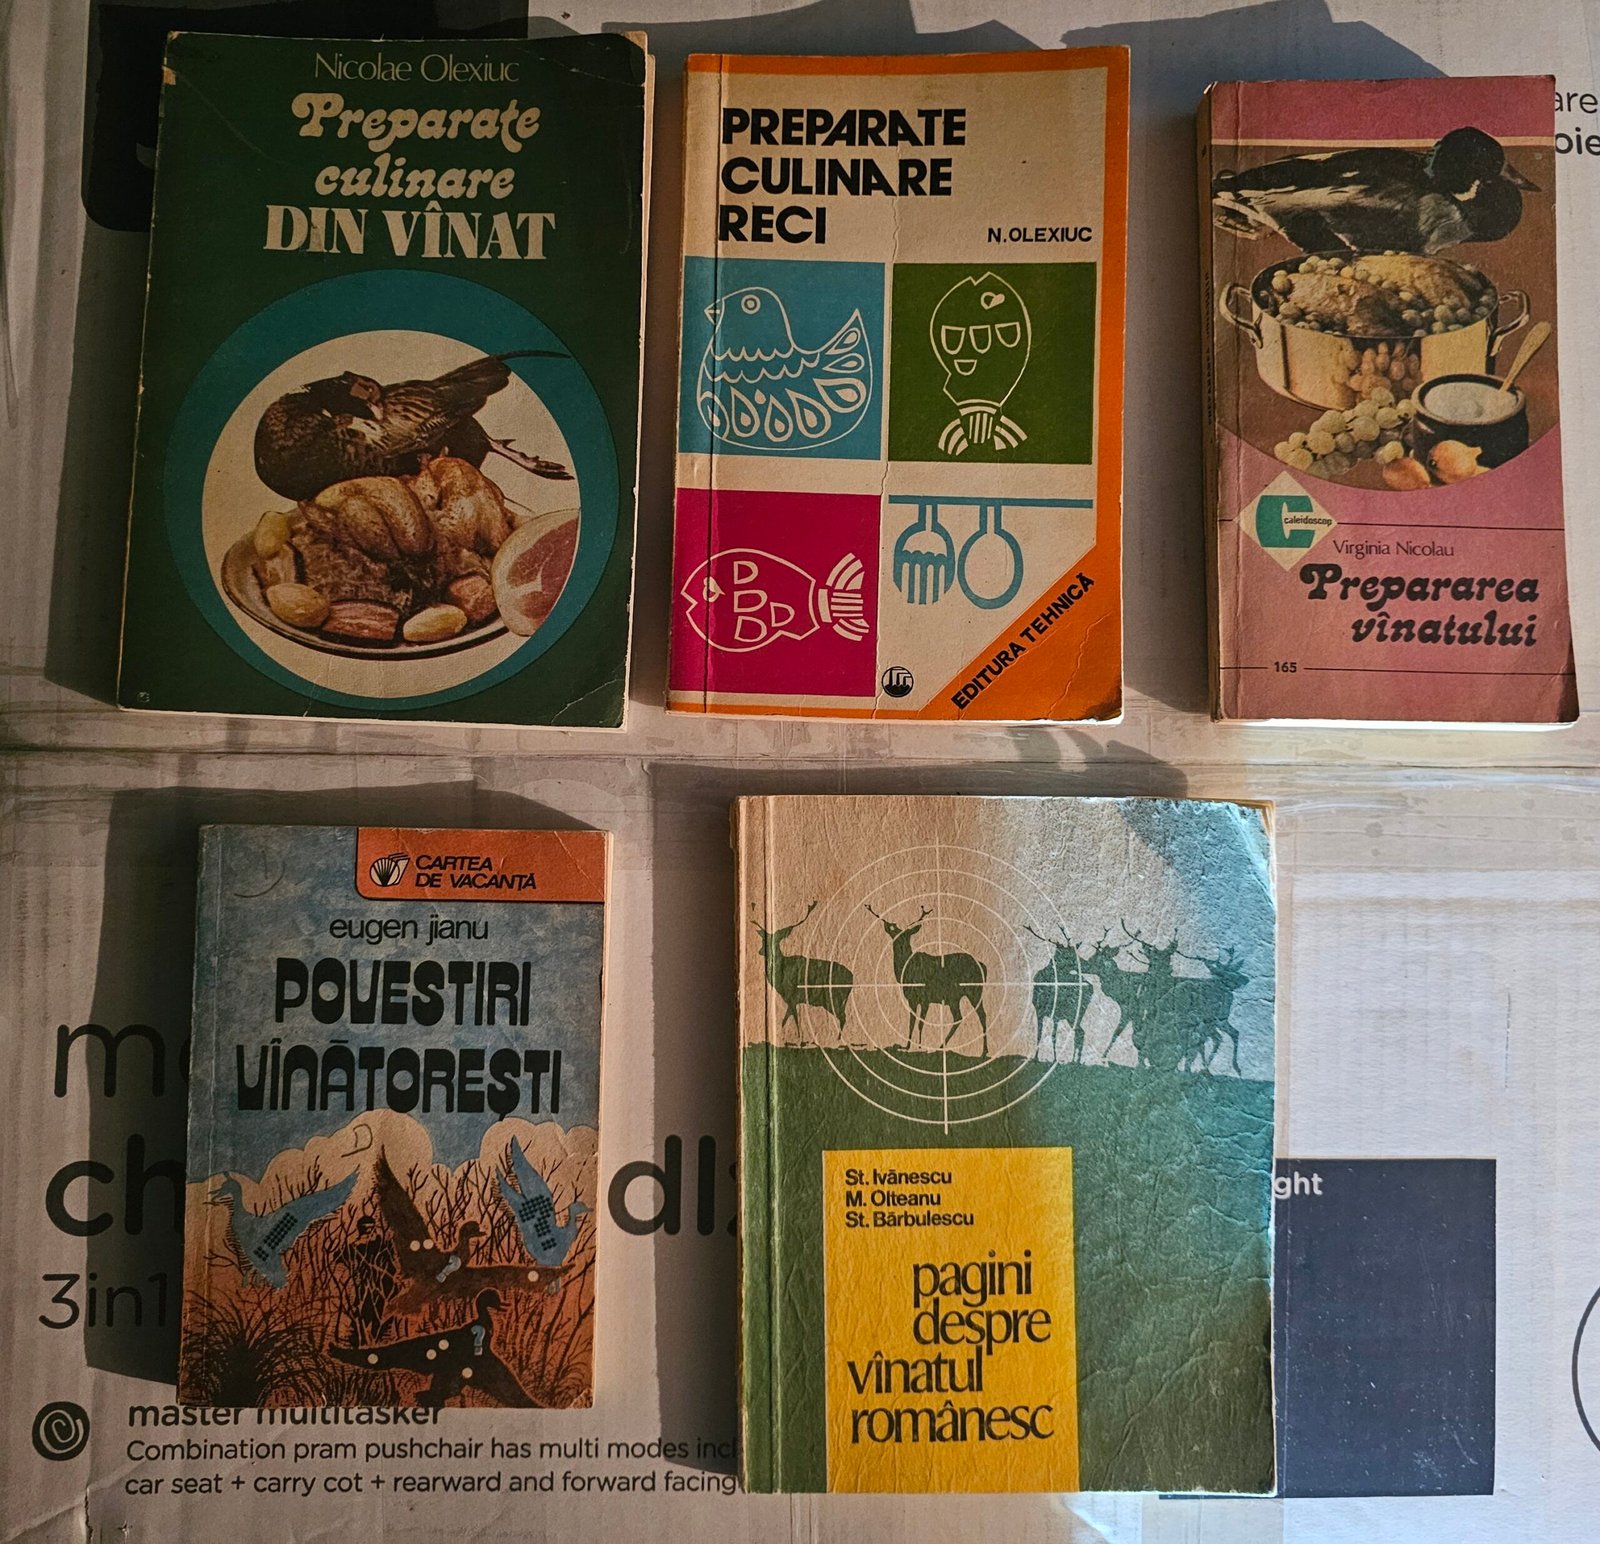 Nicolae Olexiuc
Preparate
culinare
DIN VÎNAT
PREPARATE
CULINARE
RECI
N. OLEXIUC
EDITURA TEHNICĂ
Caleidoscop
Virginia Nicolau
Prepararea
vînatului
165
CARTEA
DE VACANȚĂ
eugen jianu
POVESTIRI
VÎNĂTOREȘTI
St. Ivănescu
M. Olteanu
St. Bărbulescu
pagini
despre
vînatul
românesc
3in1
master multitasker
Combination pram pushchair has multi modes
car seat + carry cot + rearward and forward facing